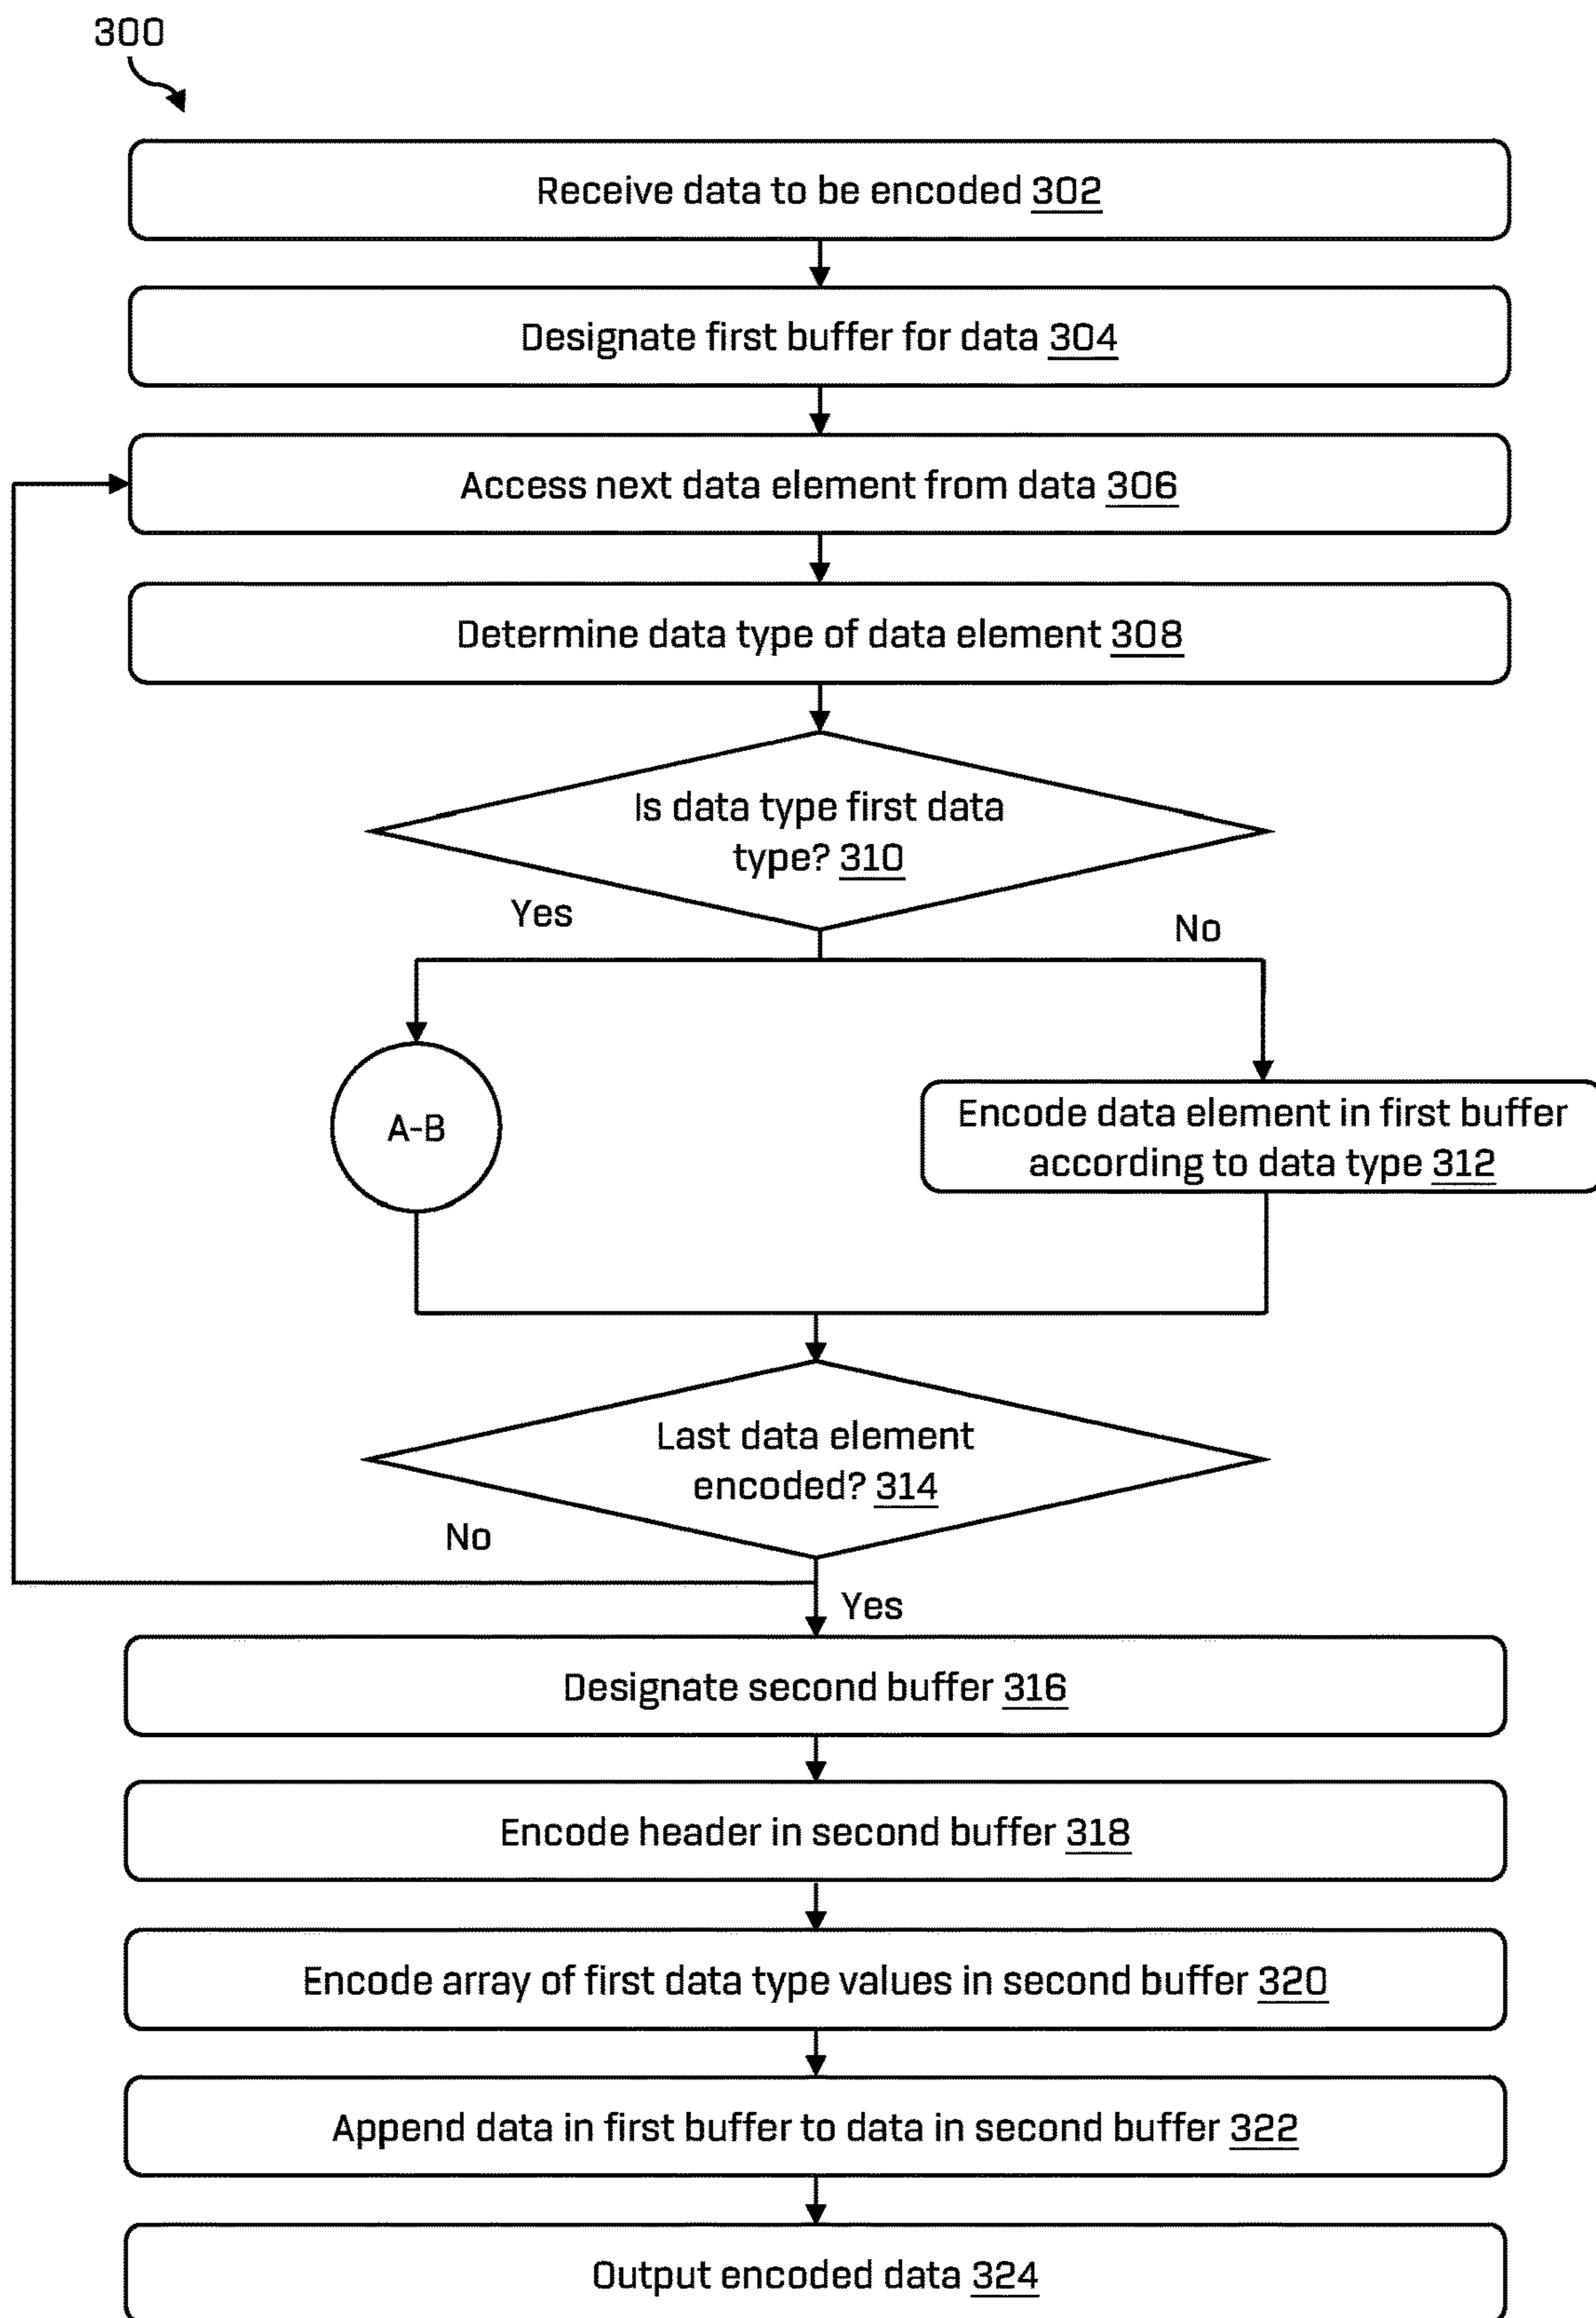 300
Receive data to be encoded 302
Designate first buffer for data 304
Access next data element from data 306
Determine data type of data element 308
Is data type first data
type? 310
Yes
No
A-B
Encode data element in first buffer
according to data type 312
Last data element
encoded? 314
No
Yes
Designate second buffer 316
Encode header in second buffer 318
Encode array of first data type values in second buffer 320
Append data in first buffer to data in second buffer 322
Output encoded data 324